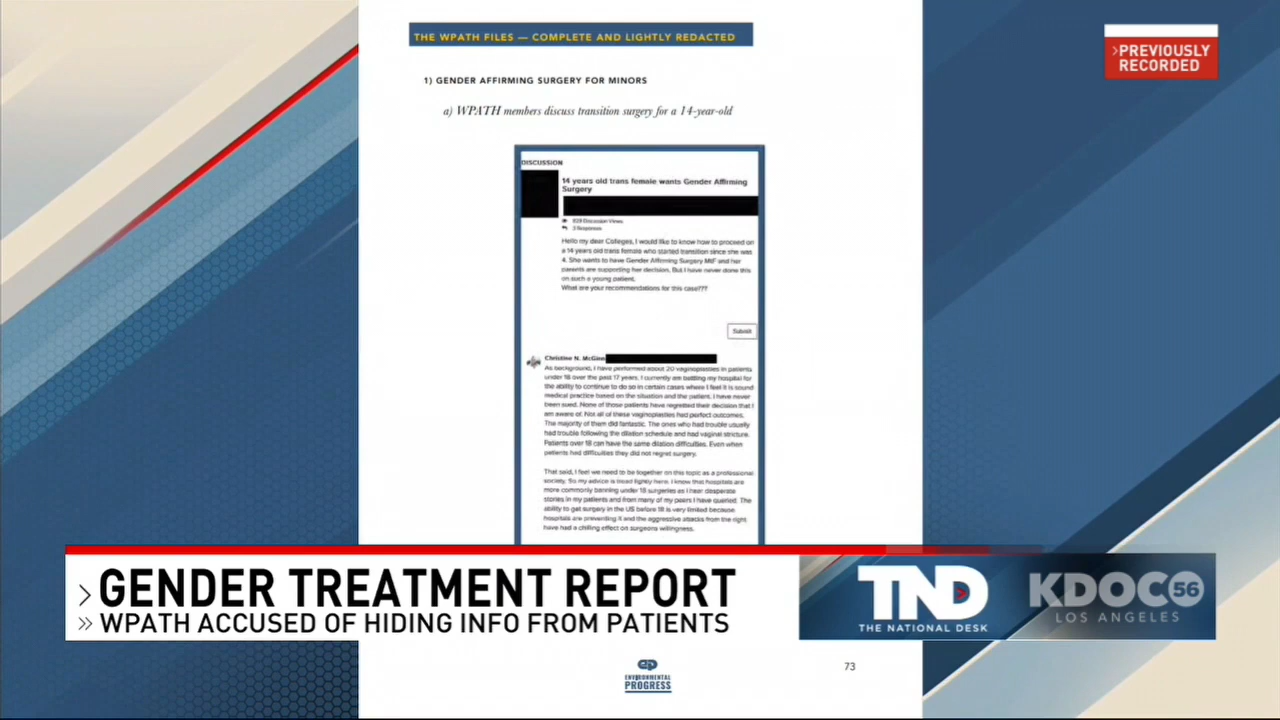 THE WPATH FILES — COMPLETE AND LIGHTLY REDACTED
>PREVIOUSLY
RECORDED
1) GENDER AFFIRMING SURGERY FOR MINORS
a) WPATH members discuss transition surgery for a 14-year-old
DISCUSSION
14 years old trans female wants Gender Affirming
Surgery
Discussion Views
Responses
Hello my dear Colleges, I would like to know how to proceed on
a 14 years old trans female who started transition since she was
4. She wants to have Gender Affirming Surgery MtF and her
parents are supporting her decision. But I have never done this
on such a young patient.
What are your recommendations for this case???
Submit
Christine N. McGinn
As background, I have performed about 20 vaginoplasties in patients
under 18 over the past 17 years. I currently am battling my hospital for
the ability to continue to do so in certain cases where I feel it is sound
medical practice based on the situation and the patient. I have never
been sued. None of those patients have regretted their decision that I
am aware of. Not all of these vaginoplasties had perfect outcomes.
The majority of them did fantastic. The ones who had trouble usually
had trouble following the dilation schedule and had vaginal stricture.
Patients over 18 can have the same dilation difficulties. Even when
patients had difficulties they did not regret surgery.
That said, I feel we need to be together on this topic as a professional
society. So my advice is tread lightly here. I know that hospitals are
more commonly banning under 18 surgeries as I hear desperate
stories in my patients and from many of my peers I have queried. The
ability to get surgery in the US before 18 is very limited because
hospitals are preventing it and the aggressive attacks from the right
have had a chilling effect on surgeons willingness.
> GENDER TREATMENT REPORT
>> WPATH ACCUSED OF HIDING INFO FROM PATIENTS
TND
THE NATIONAL DESK
KDOC 56
LOS ANGELES
ep
ENVIRONMENTAL
PROGRESS
73